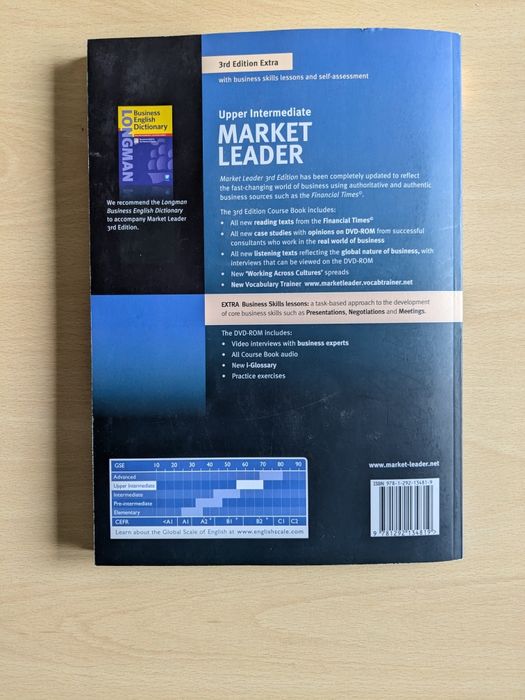 3rd Edition Extra
with business skills lessons and self-assessment
Upper Intermediate
MARKET
LEADER
Market Leader 3rd Edition has been completely updated to reflect
the fast-changing world of business using authoritative and authentic
business sources such as the Financial Times©.
The 3rd Edition Course Book includes:
• All new reading texts from the Financial Times©
• All new case studies with opinions on DVD-ROM from successful
consultants who work in the real world of business
• All new listening texts reflecting the global nature of business, with
interviews that can be viewed on the DVD-ROM
• New 'Working Across Cultures' spreads
• New Vocabulary Trainer www.marketleader.vocabtrainer.net
EXTRA Business Skills lessons: a task-based approach to the development
of core business skills such as Presentations, Negotiations and Meetings.
The DVD-ROM includes:
• Video interviews with business experts
• All Course Book audio
• New i-Glossary
• Practice exercises
LONGMAN
Business
English
Dictionary
We recommend the Longman
Business English Dictionary
to accompany Market Leader
3rd Edition.
GSE 10 20 30 40 50 60 70 80 90
Advanced
Upper Intermediate
Intermediate
Pre-intermediate
Elementary
CEFR <A1 A1 A2 + B1 + B2 + C1 C2
Learn about the Global Scale of English at www.englishscale.com
www.market-leader.net
ISBN 978-1-292-13481-9
9 781292 134819